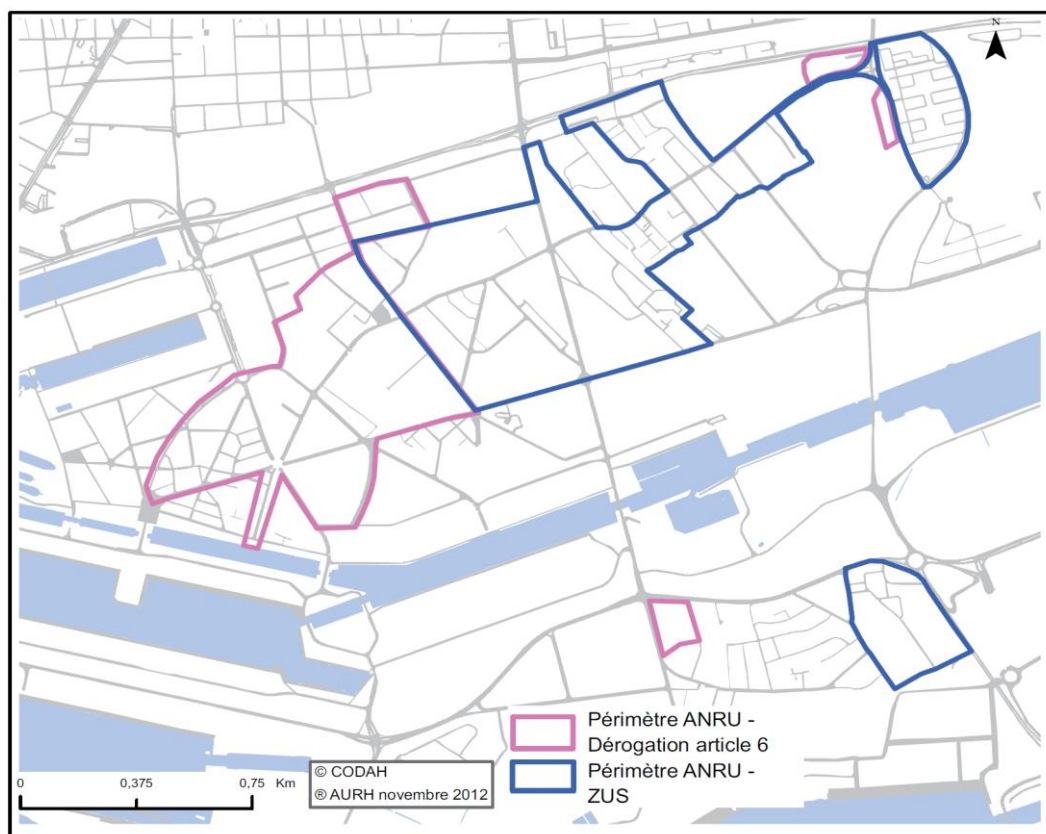 N
Périmètre ANRU -
Dérogation article 6
Périmètre ANRU -
ZUS
0 0,375 0,75 Km
© CODAH
® AURH novembre 2012